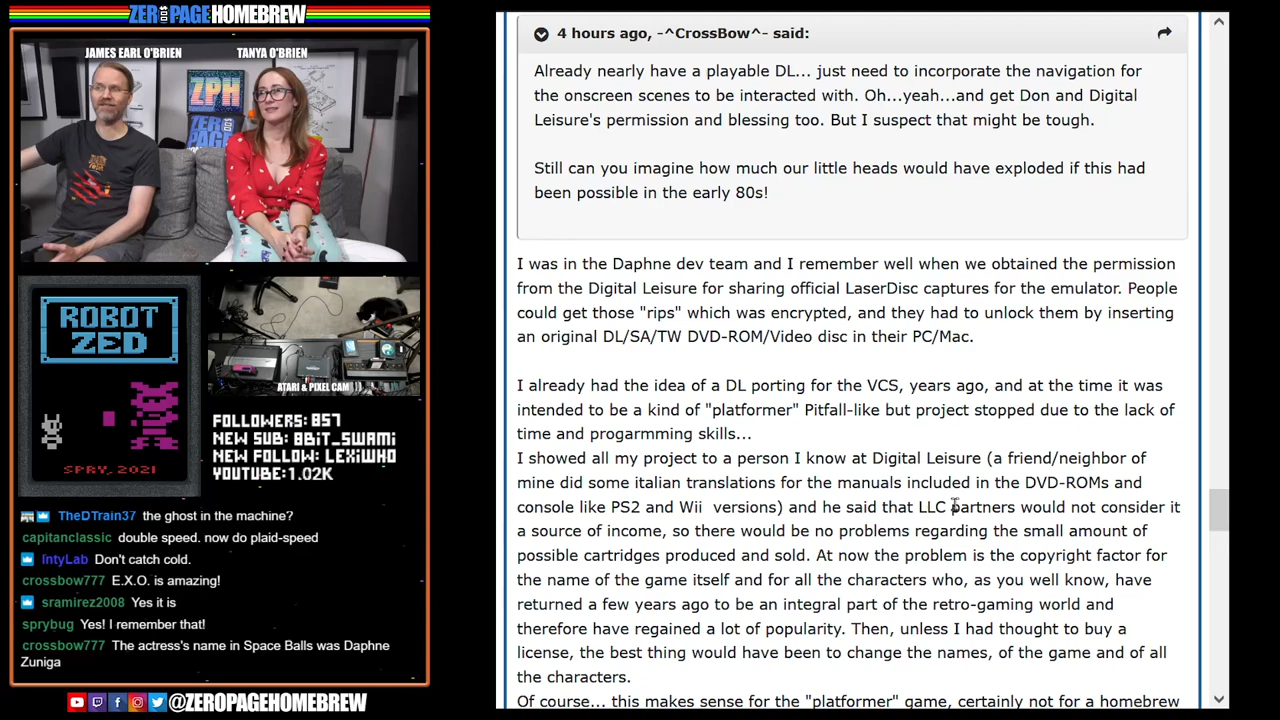 ZERO PAGE HOMEBREW
JAMES EARL O'BRIEN
TANYA O'BRIEN
ZPH
ZERO
PAGE
ROBOT
ZED
SPRY, 2021
ATARI & PIXEL CAM
FOLLOWERS: 857
NEW SUB: 8BIT_SWAMI
NEW FOLLOW: LEXIWHO
YOUTUBE:1.02K
TheDTrain37 the ghost in the machine?
capitanclassic double speed. now do plaid-speed
IntyLab Don't catch cold.
crossbow777 E.X.O. is amazing!
sramirez2008 Yes it is
sprybug Yes! I remember that!
crossbow777 The actress's name in Space Balls was Daphne
Zuniga
@ZEROPAGEHOMEBREW
4 hours ago, -^CrossBow^- said:
Already nearly have a playable DL... just need to incorporate the navigation for
the onscreen scenes to be interacted with. Oh...yeah...and get Don and Digital
Leisure's permission and blessing too. But I suspect that might be tough.
Still can you imagine how much our little heads would have exploded if this had
been possible in the early 80s!
I was in the Daphne dev team and I remember well when we obtained the permission
from the Digital Leisure for sharing official LaserDisc captures for the emulator. People
could get those "rips" which was encrypted, and they had to unlock them by inserting
an original DL/SA/TW DVD-ROM/Video disc in their PC/Mac.
I already had the idea of a DL porting for the VCS, years ago, and at the time it was
intended to be a kind of "platformer" Pitfall-like but project stopped due to the lack of
time and progarmming skills...
I showed all my project to a person I know at Digital Leisure (a friend/neighbor of
mine did some italian translations for the manuals included in the DVD-ROMs and
console like PS2 and Wii versions) and he said that LLC partners would not consider it
a source of income, so there would be no problems regarding the small amount of
possible cartridges produced and sold. At now the problem is the copyright factor for
the name of the game itself and for all the characters who, as you well know, have
returned a few years ago to be an integral part of the retro-gaming world and
therefore have regained a lot of popularity. Then, unless I had thought to buy a
license, the best thing would have been to change the names, of the game and of all
the characters.
Of course... this makes sense for the "platformer" game, certainly not for a homebrew